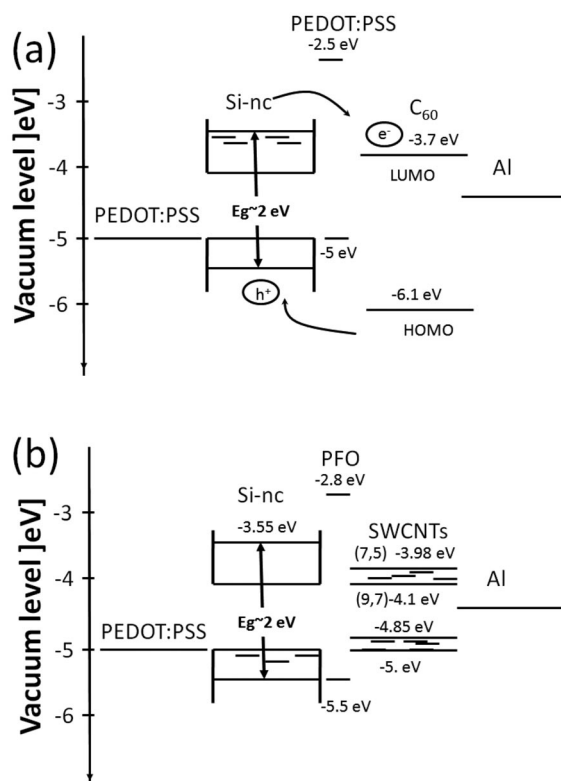 (a)
PEDOT:PSS
-2.5 eV
Si-nc
C60
e-
-3.7 eV
LUMO
Al
-3
-4
-5
-6
Vacuum level ]eV)
PEDOT:PSS
Eg~2 eV
-5 eV
h+
-6.1 eV
HOMO
(b)
PFO
-2.8 eV
Si-nc
-3.55 eV
SWCNTs
(7,5) -3.98 eV
(9,7)-4.1 eV
Al
-3
-4
-5
-6
Vacuum level ]eV)
PEDOT:PSS
Eg~2 eV
-4.85 eV
-5. eV
-5.5 eV